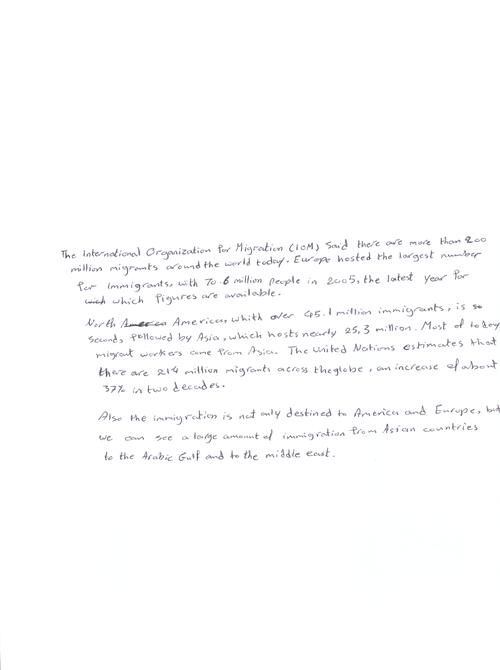 The International Organization for Migration (IOM) Said there are more than 200
million migrants around the world today. Europe hosted the largest number
for Immigrants, with 70.6 million people in 2005, the latest year for
which figures are available.
North America, whith over 45.1 million immigrants, is so
second, followed by Asia, which hosts nearly 25,3 million. Most of today
migrant workers come from Asia. The United Nations estimates that
there are 214 million migrants across theglobe, an increase of about
37% in two decades.
Also the immigration is not only destined to America and Europe, but
we can see a large amount of immigration from Asian countries
to the Arabic Gulf and to the middle east.